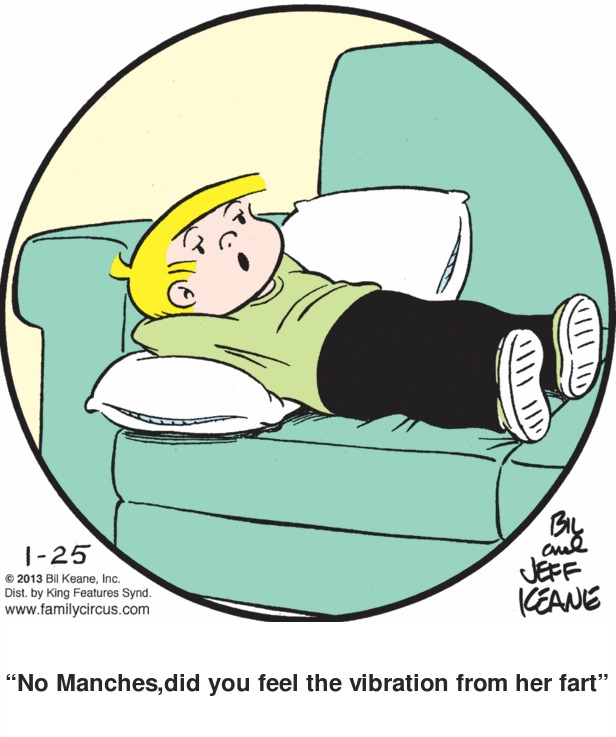 1-25
© 2013 Bil Keane, Inc.
Dist. by King Features Synd.
www.familycircus.com
BIL
and
JEFF
KEANE
“No Manches,did you feel the vibration from her fart”